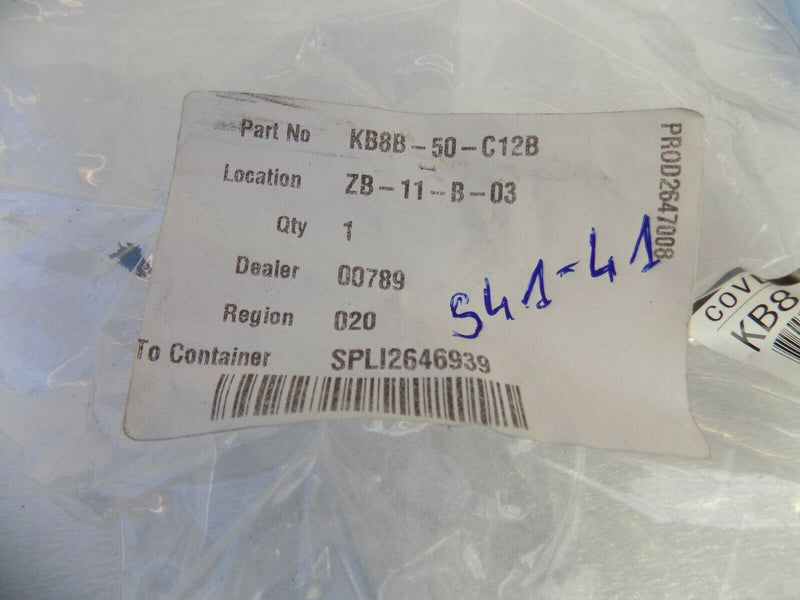 Part No KB8B-50-C12B
Location ZB-11-B-03
Qty 1
Dealer 00789
Region 020
To Container SPLI2646939
PROD2647008
S41-41
COV
KB8